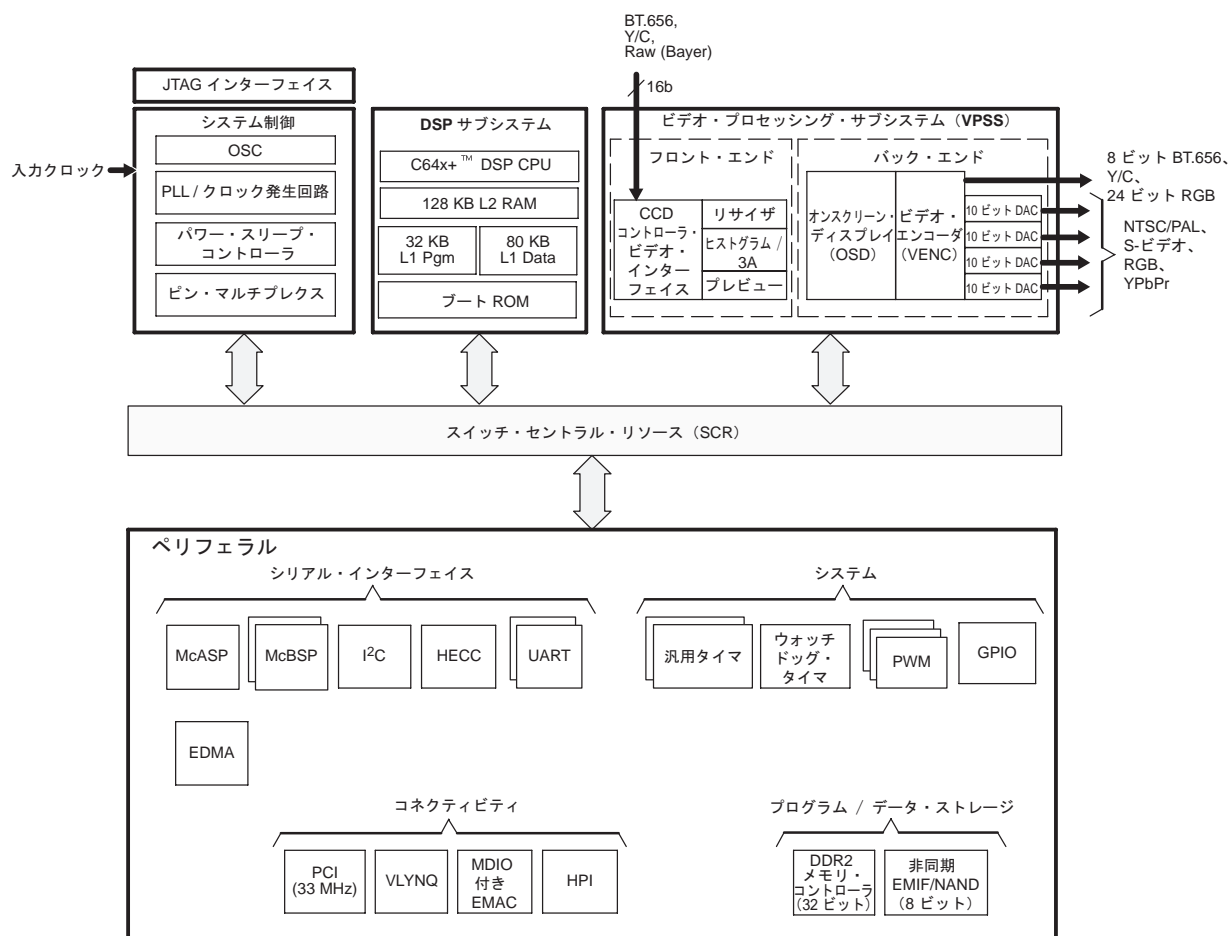 BT.656,
Y/C,
Raw (Bayer)
16b
JTAG インターフェイス
システム制御
入力クロック
OSC
PLL / クロック発生回路
パワー・スリープ・
コントローラ
ピン・マルチプレクス
DSP サブシステム
C64x+™ DSP CPU
128 KB L2 RAM
32 KB
L1 Pgm
80 KB
L1 Data
ブート ROM
ビデオ・プロセッシング・サブシステム（VPSS）
フロント・エンド
CCD
コントローラ・
ビデオ・
インター
フェイス
リサイザ
ヒストグラム /
3A
プレビュー
バック・エンド
オンスクリーン・
ディスプレイ
（OSD）
ビデオ・
エンコーダ
（VENC）
10 ビット DAC
10 ビット DAC
10 ビット DAC
10 ビット DAC
8 ビット BT.656、
Y/C、
24 ビット RGB
NTSC/PAL、
S-ビデオ、
RGB、
YPbPr
スイッチ・セントラル・リソース（SCR）
ペリフェラル
シリアル・インターフェイス
McASP
McBSP
I²C
HECC
UART
システム
汎用タイマ
ウォッチ
ドッグ・
タイマ
PWM
GPIO
EDMA
コネクティビティ
PCI
(33 MHz)
VLYNQ
MDIO
付き
EMAC
HPI
プログラム / データ・ストレージ
DDR2
メモリ・
コントローラ
（32 ビット）
非同期
EMIF/NAND
（8 ビット）